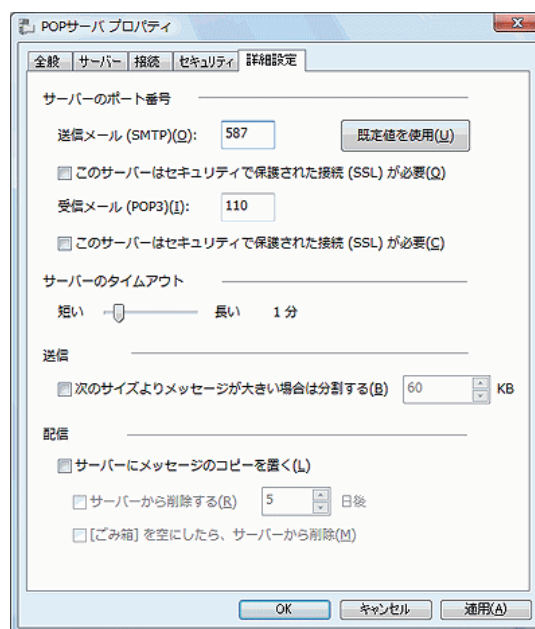 POPサーバ プロパティ
全般 サーバー 接続 セキュリティ 詳細設定
サーバーのポート番号
送信メール (SMTP)(O): 587 既定値を使用(U)
このサーバーはセキュリティで保護された接続 (SSL) が必要(Q)
受信メール (POP3)(I): 110
このサーバーはセキュリティで保護された接続 (SSL) が必要(C)
サーバーのタイムアウト
短い 長い 1 分
送信
次のサイズよりメッセージが大きい場合は分割する(B) 60 KB
配信
サーバーにメッセージのコピーを置く(L)
サーバーから削除する(R) 5 日後
[ごみ箱] を空にしたら、サーバーから削除(M)
OK キャンセル 適用(A)